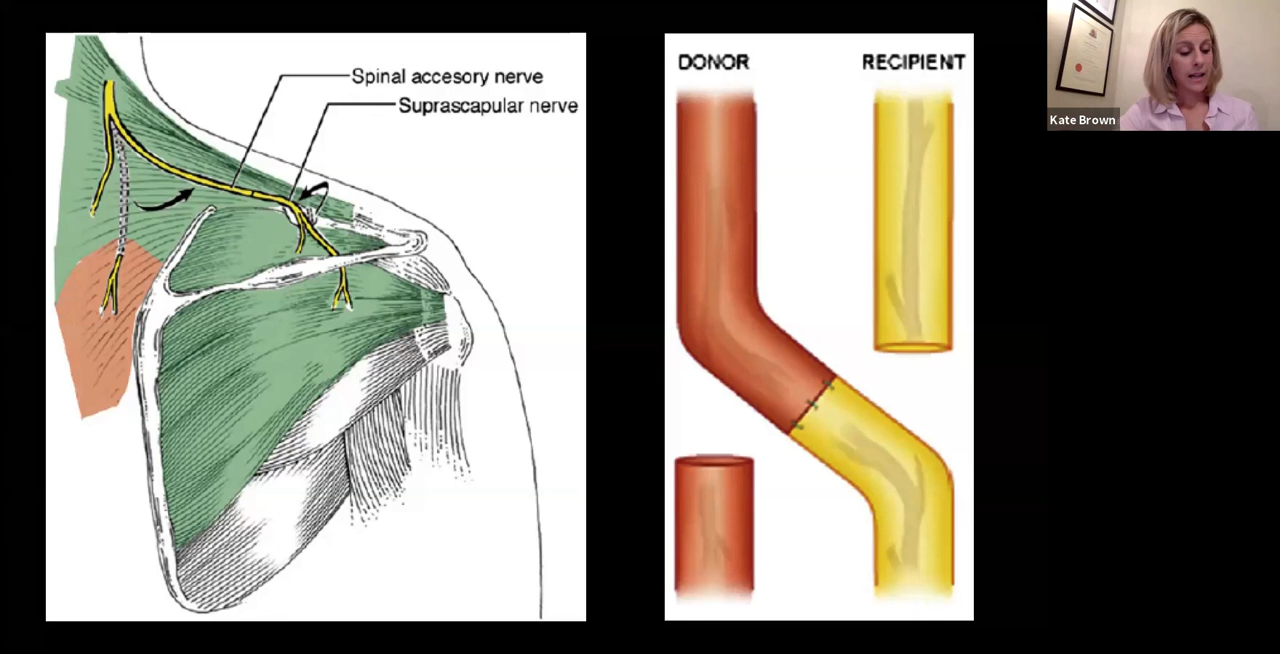 Spinal accesory nerve
Suprascapular nerve
DONOR
RECIPIENT
Kate Brown